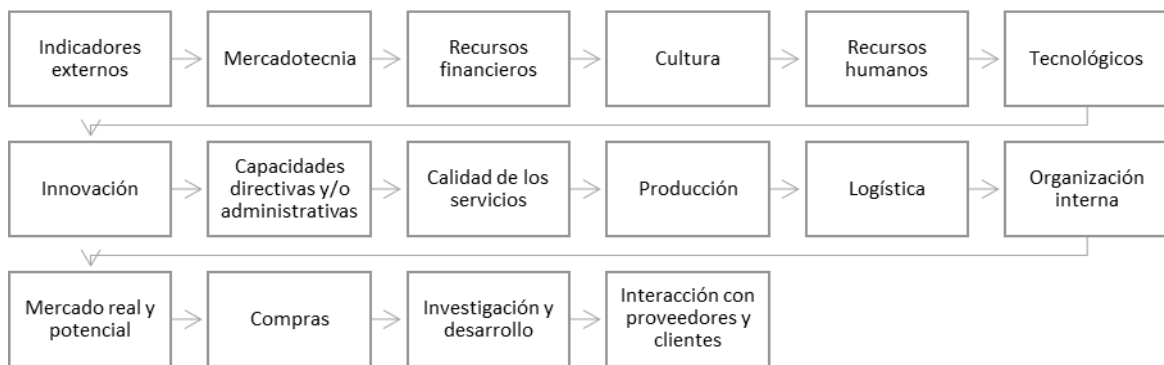 Indicadores
externos
Mercadotecnia
Recursos
financieros
Cultura
Recursos
humanos
Tecnológicos
Innovación
Capacidades
directivas y/o
administrativas
Calidad de los
servicios
Producción
Logística
Organización
interna
Mercado real y
potencial
Compras
Investigación y
desarrollo
Interacción con
proveedores y
clientes